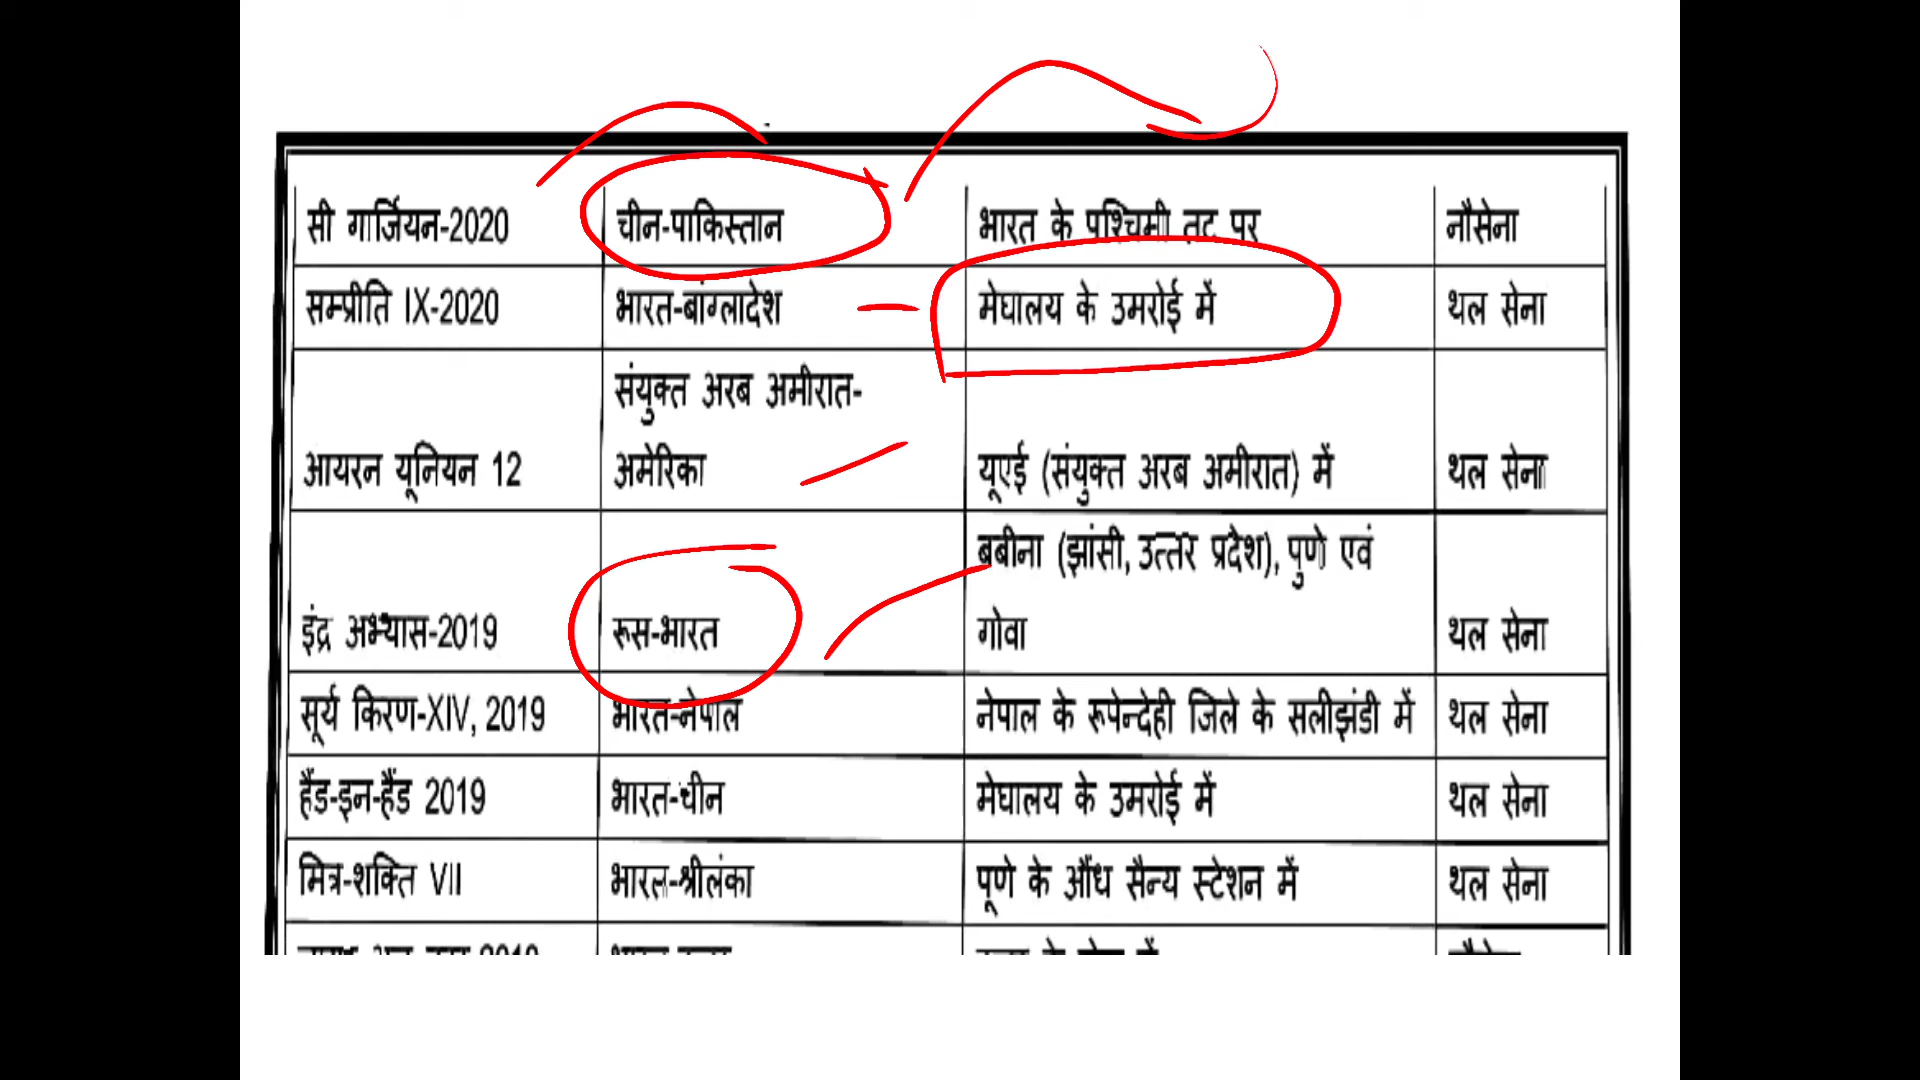 सी गार्जियन-2020 चीन-पाकिस्तान भारत के पश्चिमी तट पर नौसेना
सम्प्रीति IX-2020 भारत-बांग्लादेश मेघालय के उमरोई में थल सेना
संयुक्त अरब अमीरात-
आयरन यूनियन 12 अमेरिका यूएई (संयुक्त अरब अमीरात) में थल सेना
बबीना (झांसी, उत्तर प्रदेश), पुणे एवं
इंद्र अभ्यास-2019 रूस-भारत गोवा थल सेना
सूर्य किरण-XIV, 2019 भारत-नेपाल नेपाल के रूपेन्देही जिले के सलीझंडी में थल सेना
हैंड-इन-हैंड 2019 भारत-चीन मेघालय के उमरोई में थल सेना
मित्र-शक्ति VII भारत-श्रीलंका पूणे के औंध सैन्य स्टेशन में थल सेना